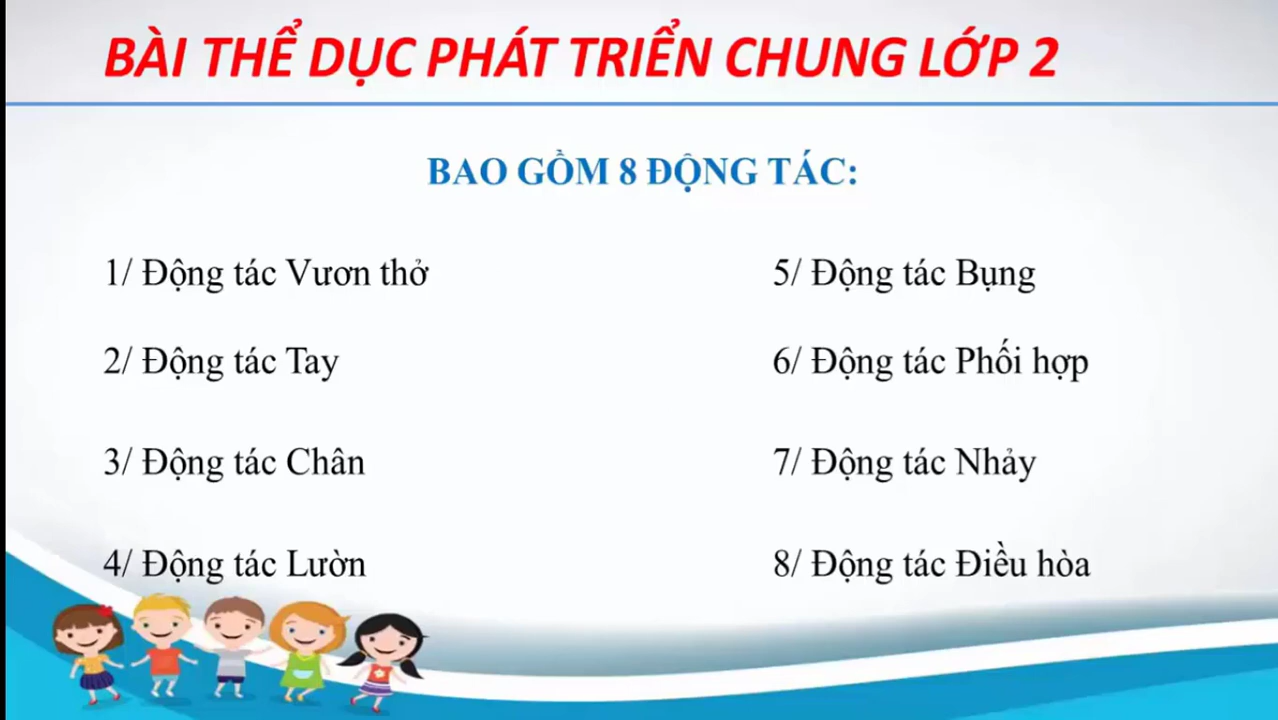 BÀI THỂ DỤC PHÁT TRIỂN CHUNG LỚP 2
BAO GỒM 8 ĐỘNG TÁC:
1/ Động tác Vươn thở
2/ Động tác Tay
3/ Động tác Chân
4/ Động tác Lườn
5/ Động tác Bụng
6/ Động tác Phối hợp
7/ Động tác Nhảy
8/ Động tác Điều hòa